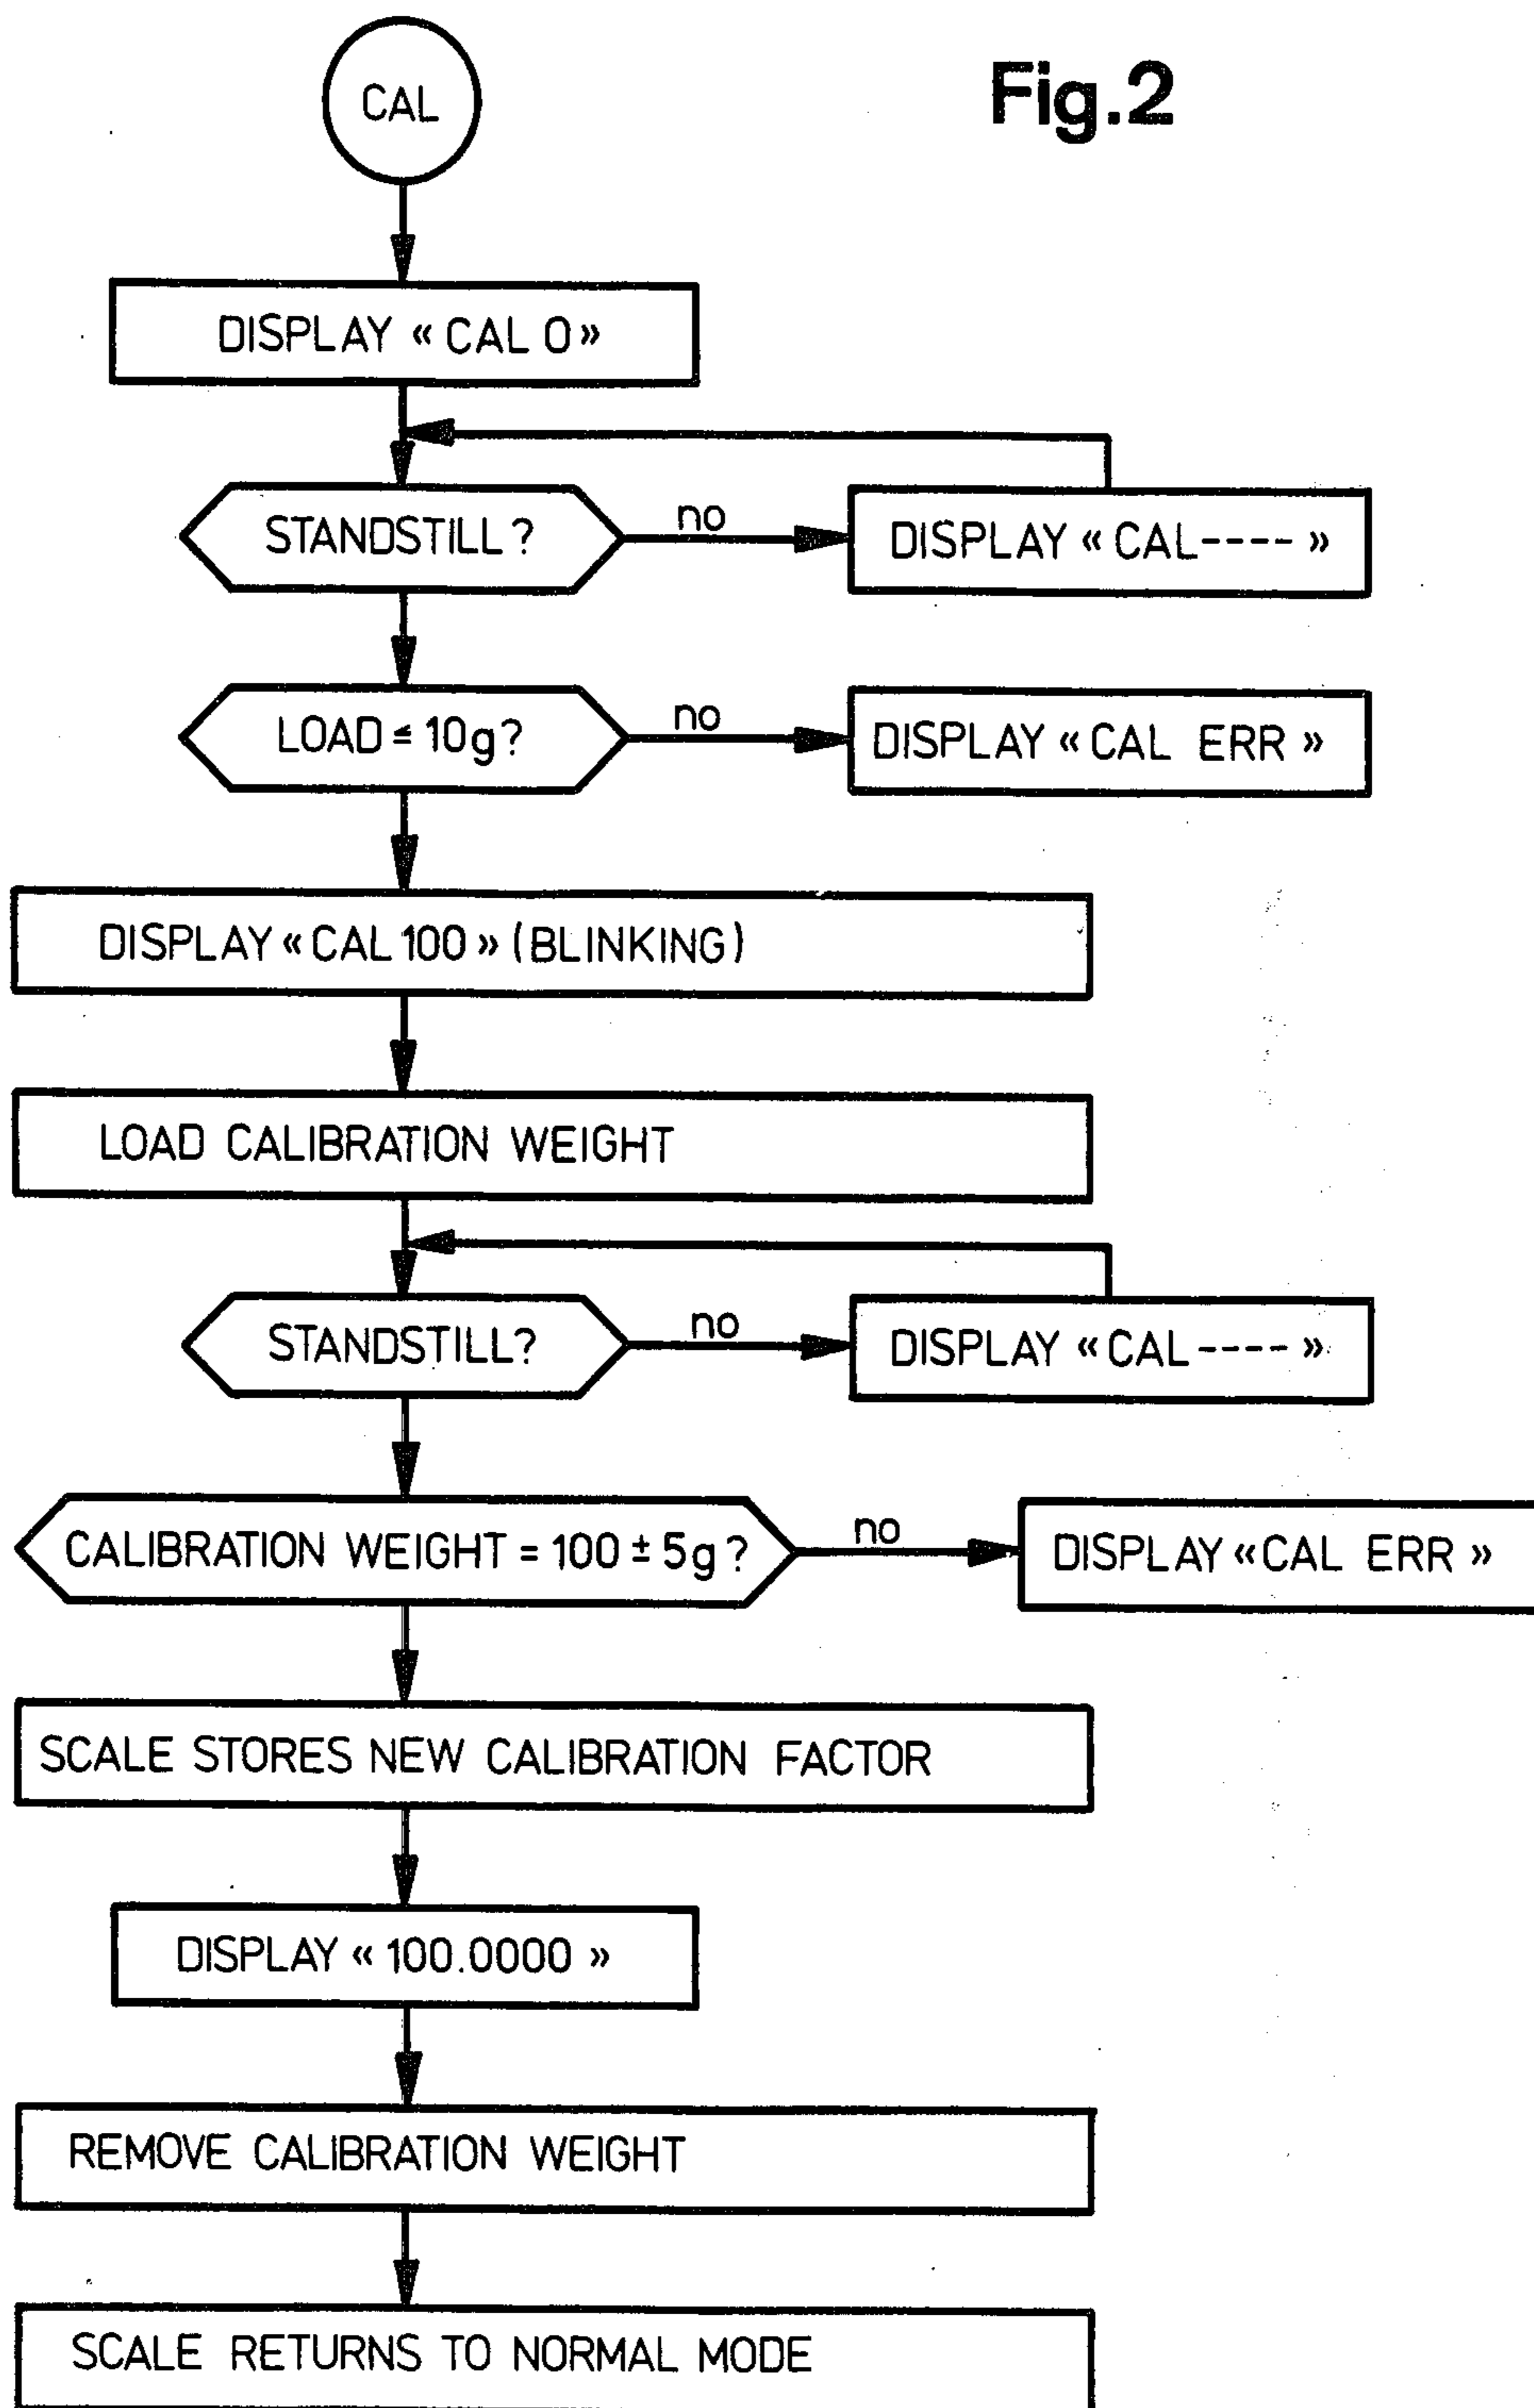 Fig.2
CAL
DISPLAY « CAL 0 »
STANDSTILL ?
no
DISPLAY « CAL ---- »
LOAD ≤ 10g ?
no
DISPLAY « CAL ERR »
DISPLAY « CAL 100 » (BLINKING)
LOAD CALIBRATION WEIGHT
STANDSTILL?
no
DISPLAY « CAL ---- »
CALIBRATION WEIGHT = 100 ± 5g ?
no
DISPLAY « CAL ERR »
SCALE STORES NEW CALIBRATION FACTOR
DISPLAY « 100.0000 »
REMOVE CALIBRATION WEIGHT
SCALE RETURNS TO NORMAL MODE